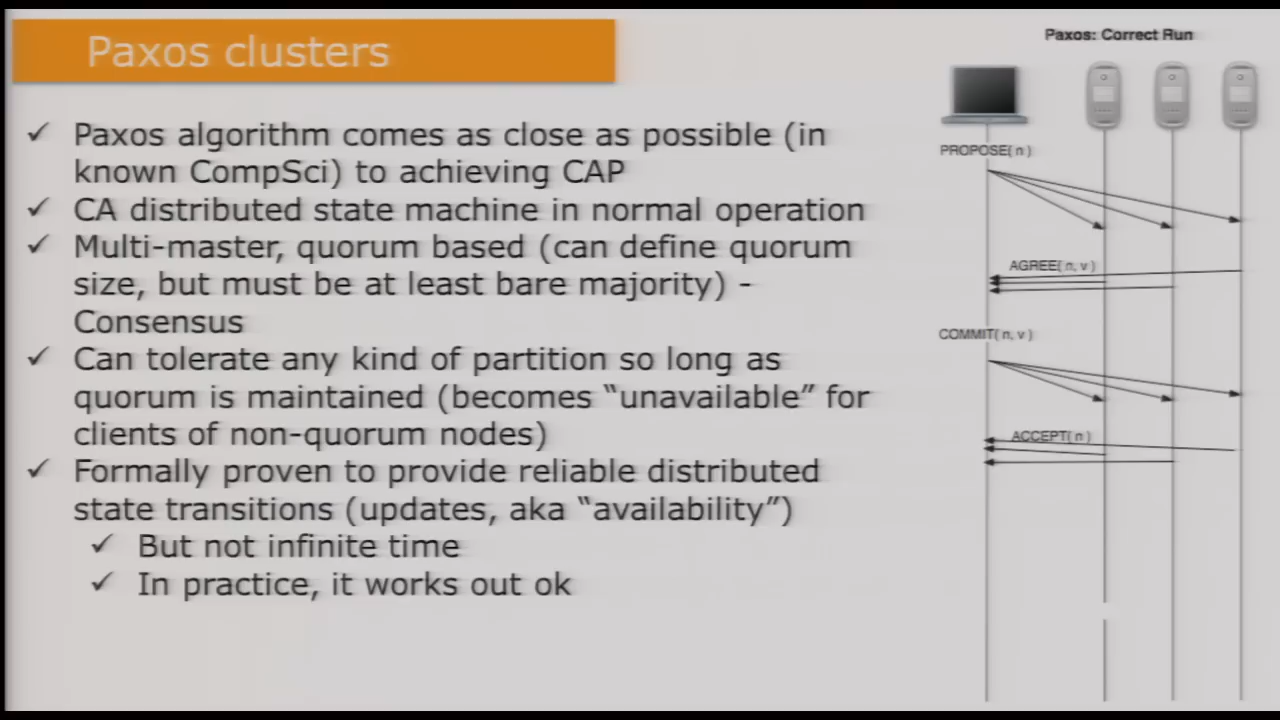 Paxos clusters
Paxos: Correct Run
✓ Paxos algorithm comes as close as possible (in
known CompSci) to achieving CAP
✓ CA distributed state machine in normal operation
✓ Multi-master, quorum based (can define quorum
size, but must be at least bare majority) -
Consensus
✓ Can tolerate any kind of partition so long as
quorum is maintained (becomes “unavailable” for
clients of non-quorum nodes)
✓ Formally proven to provide reliable distributed
state transitions (updates, aka “availability”)
✓ But not infinite time
✓ In practice, it works out ok
PROPOSE( n )
AGREE( n, v )
COMMIT( n, v )
ACCEPT( n )